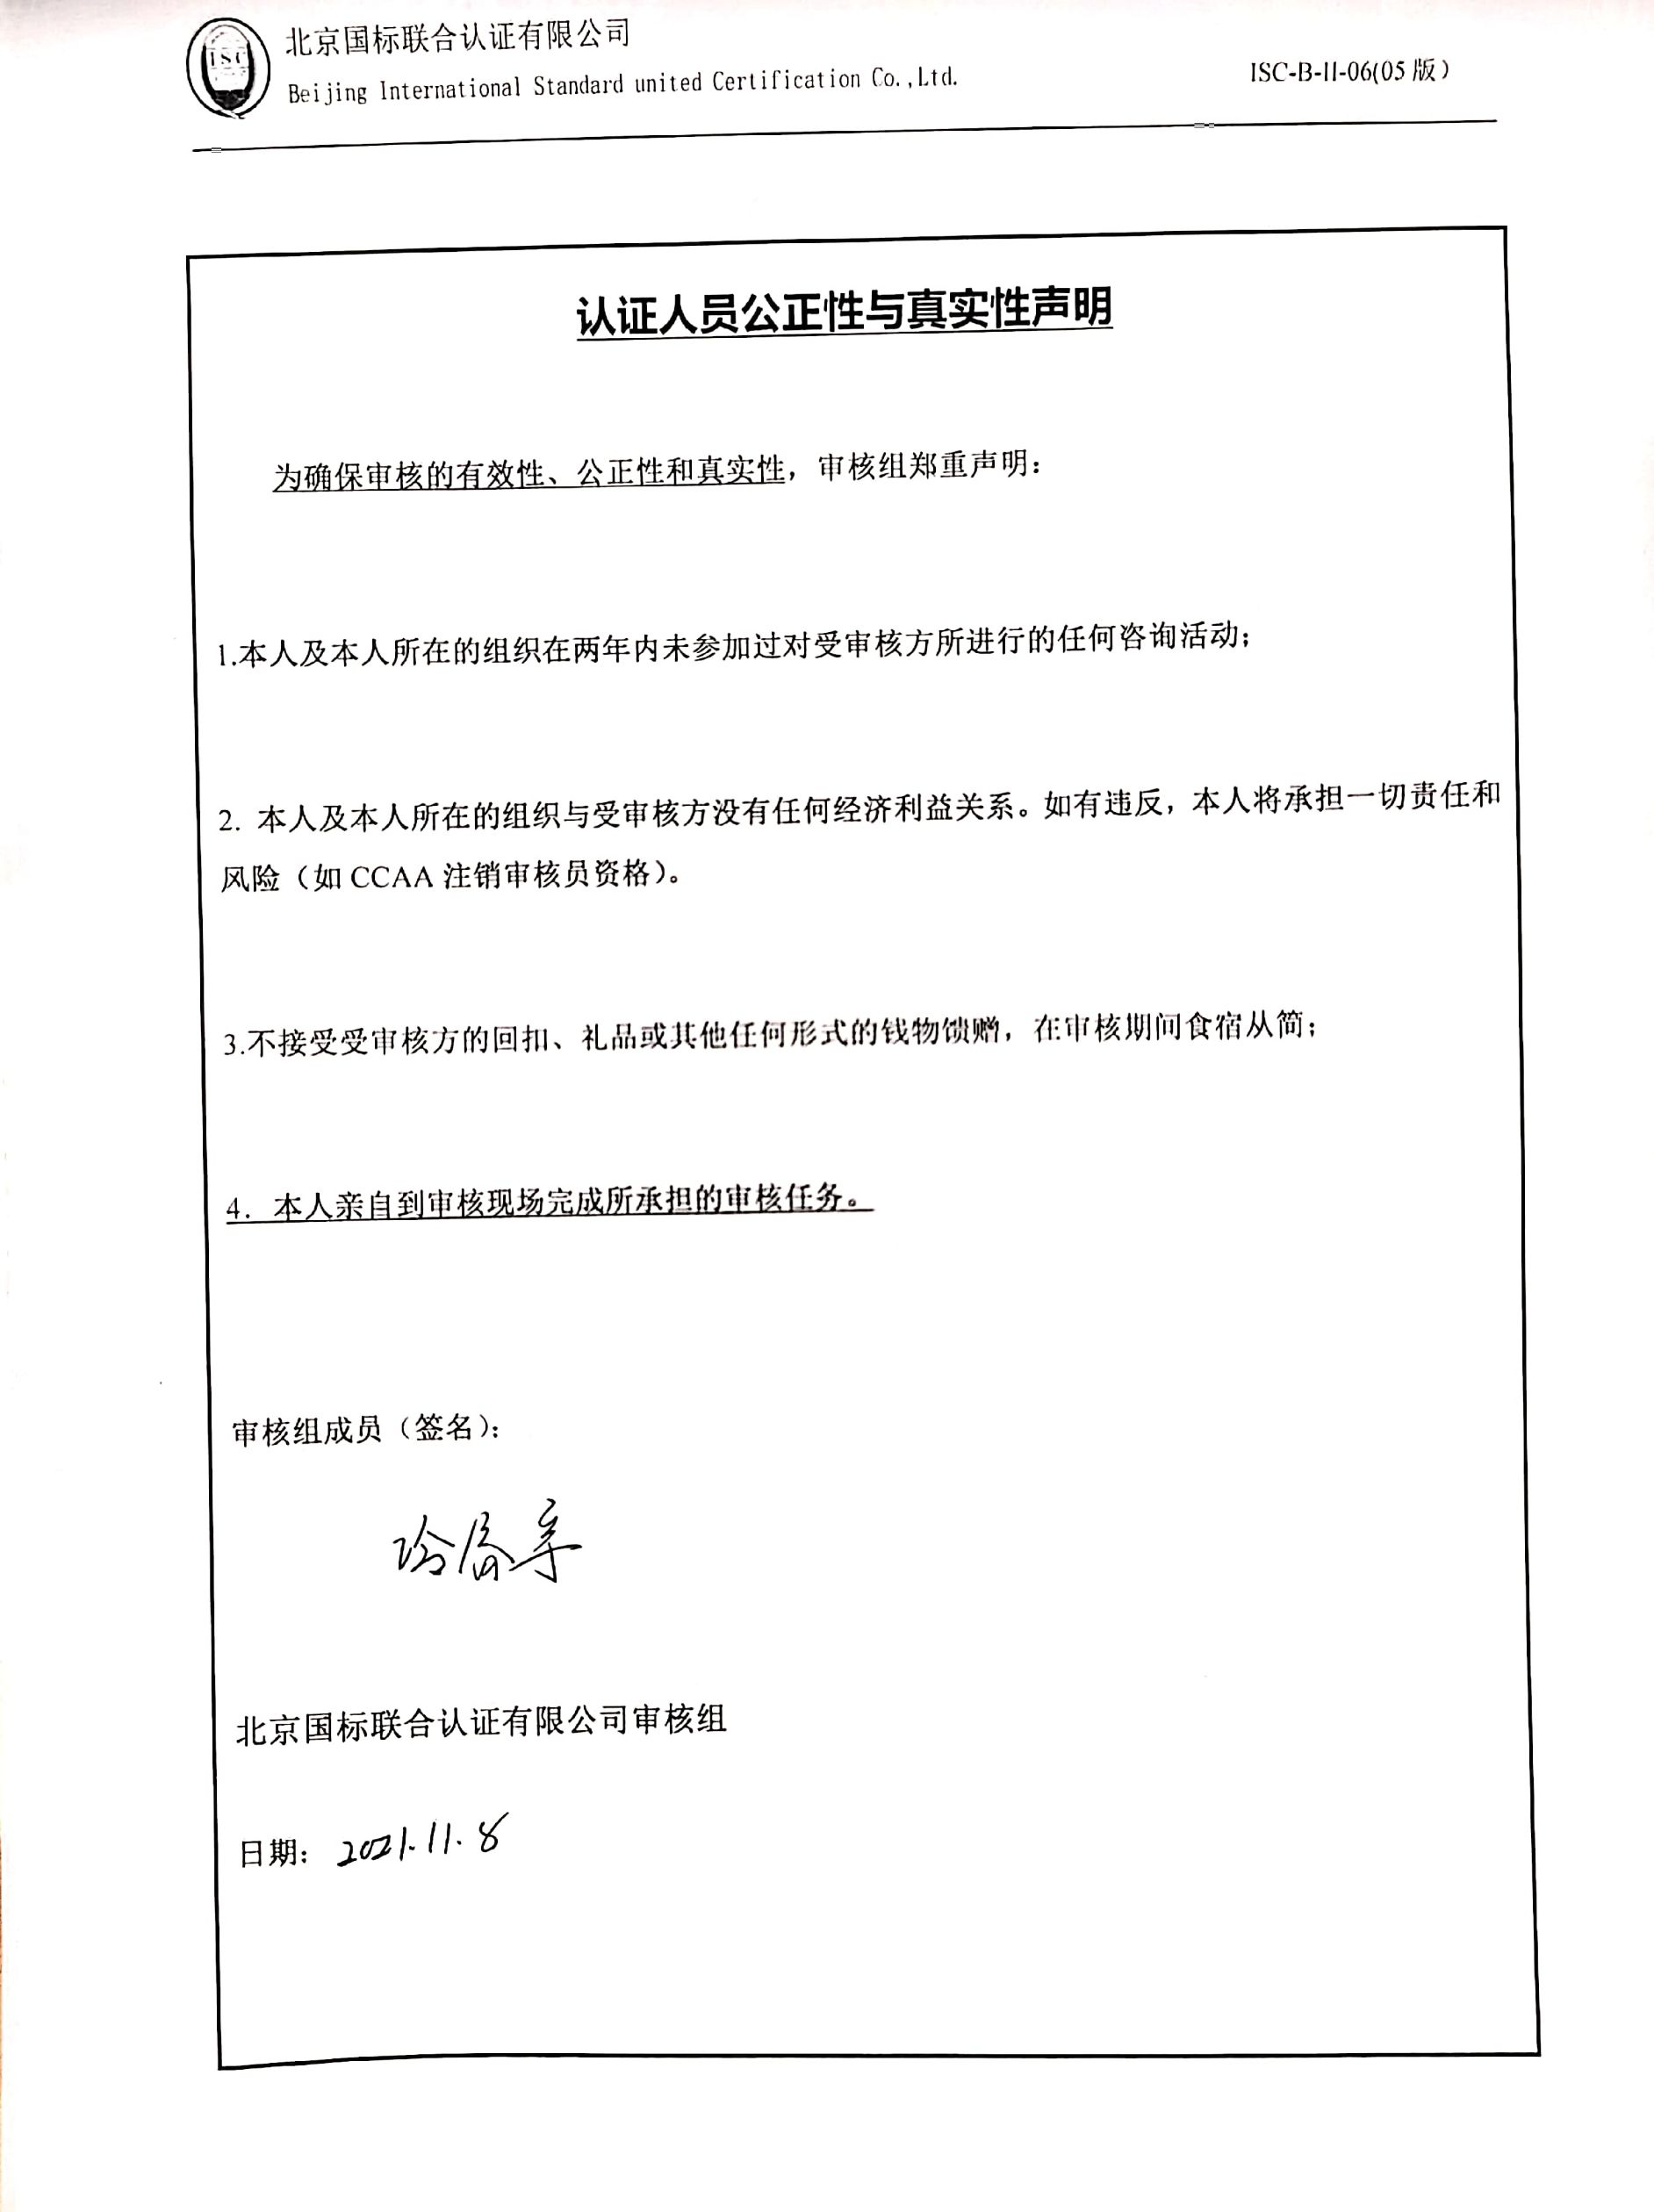 ISC
北京国标联合认证有限公司
Beijing International Standard united Certification Co.,Ltd.
ISC-B-II-06(05版)
认证人员公正性与真实性声明
为确保审核的有效性、公正性和真实性，审核组郑重声明：
1.本人及本人所在的组织在两年内未参加过对受审核方所进行的任何咨询活动；
2. 本人及本人所在的组织与受审核方没有任何经济利益关系。如有违反，本人将承担一切责任和
风险（如 CCAA 注销审核员资格）。
3.不接受受审核方的回扣、礼品或其他任何形式的钱物馈赠，在审核期间食宿从简；
4. 本人亲自到审核现场完成所承担的审核任务。
审核组成员（签名）：
北京国标联合认证有限公司审核组
日期：2021.11.8